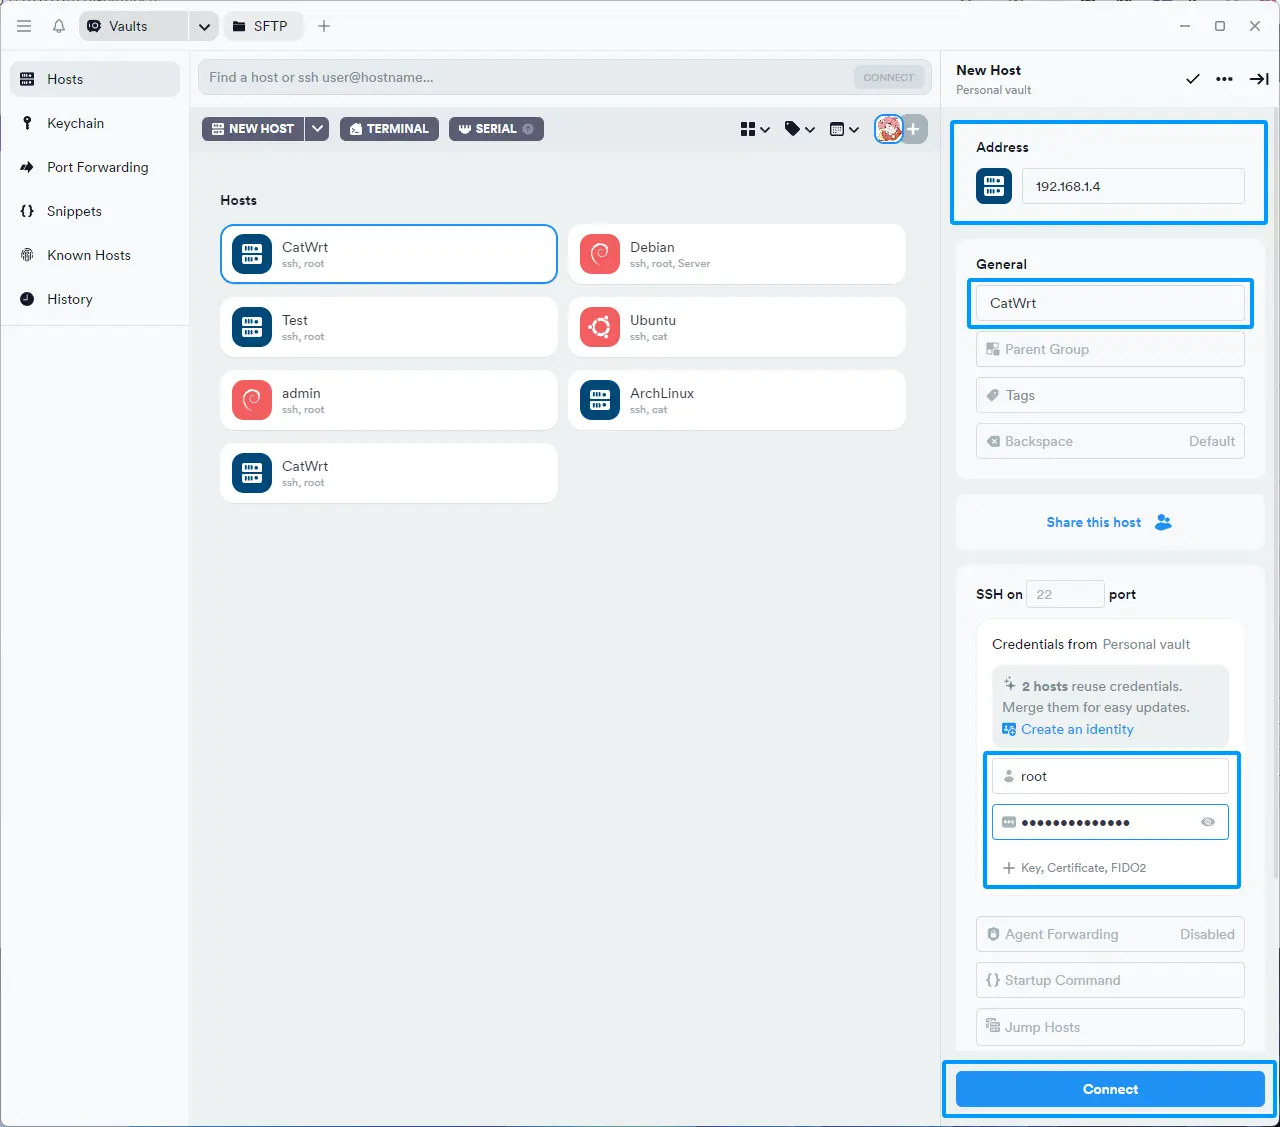 Vaults
SFTP
Hosts
Keychain
Port Forwarding
Snippets
Known Hosts
History
Find a host or ssh user@hostname...
CONNECT
NEW HOST
TERMINAL
SERIAL
Hosts
CatWrt
ssh, root
Debian
ssh, root, Server
Test
ssh, root
Ubuntu
ssh, cat
admin
ssh, root
ArchLinux
ssh, cat
CatWrt
ssh, root
New Host
Personal vault
Address
192.168.1.4
General
CatWrt
Parent Group
Tags
Backspace Default
Share this host
SSH on 22 port
Credentials from Personal vault
2 hosts reuse credentials.
Merge them for easy updates.
Create an identity
root
••••••••••••••
Key, Certificate, FIDO2
Agent Forwarding Disabled
{} Startup Command
Jump Hosts
Connect